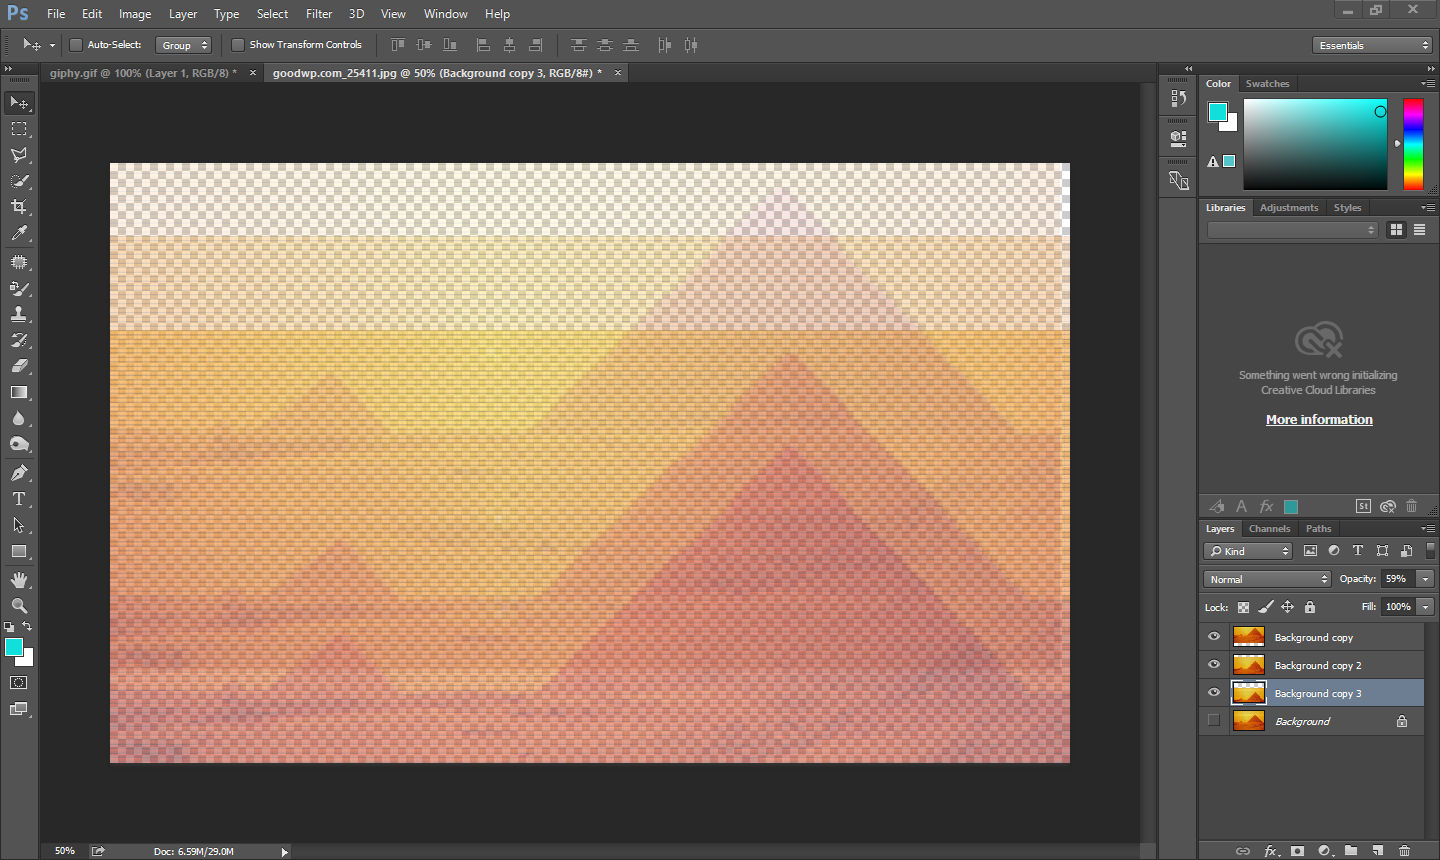 Ps File Edit Image Layer Type Select Filter 3D View Window Help
Auto-Select: Group Show Transform Controls Essentials
giphy.gif @ 100% (Layer 1, RGB/8) * × goodwp.com_25411.jpg @ 50% (Background copy 3, RGB/8#) * ×
Color Swatches
Libraries Adjustments Styles
Something went wrong initializing
Creative Cloud Libraries
More information
A fx St
Layers Channels Paths
Kind T
Normal Opacity: 59%
Lock: Fill: 100%
Background copy
Background copy 2
Background copy 3
Background
T
50% Doc: 6.59M/29.0M fx